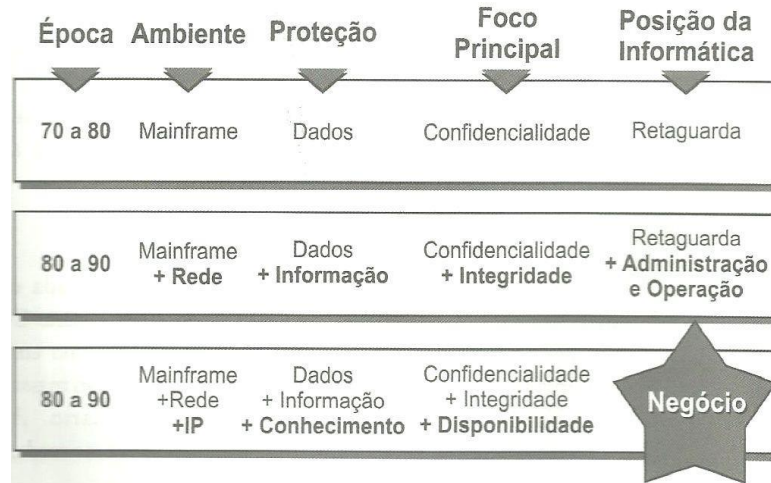 Época Ambiente Proteção Foco Principal Posição da Informática
70 a 80 Mainframe Dados Confidencialidade Retaguarda
80 a 90 Mainframe + Rede Dados + Informação Confidencialidade + Integridade Retaguarda + Administração e Operação
80 a 90 Mainframe +Rede +IP Dados + Informação + Conhecimento Confidencialidade + Integridade + Disponibilidade Negócio